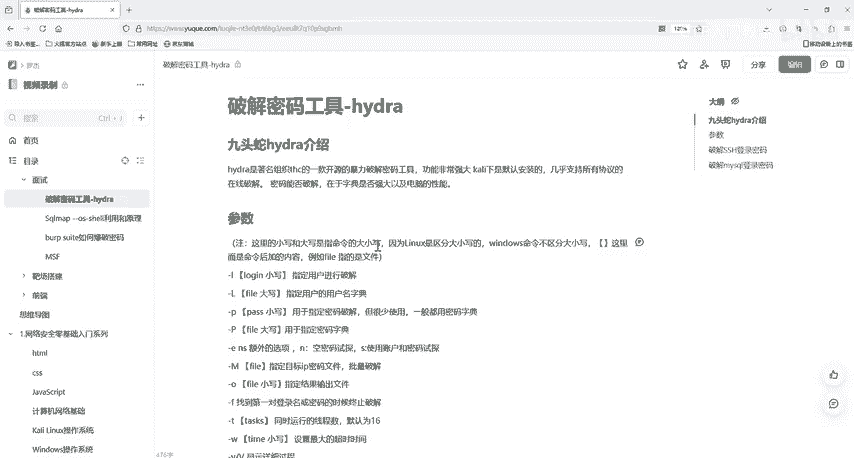 破解密码工具-hydra
火狐官方站点
新手上路
常用网址
京东商城
移动设备上的书签
罗杰
视频录制
搜索
Ctrl + J
首页
目录
面试
破解密码工具-hydra
Sqlmap --os-shell利用和原理
burp suite如何爆破密码
MSF
靶场搭建
前端
思维导图
1.网络安全零基础入门系列
html
css
JavaScript
计算机网络基础
Kali Linux操作系统
Windows操作系统
破解密码工具-hydra
分享
编辑
破解密码工具-hydra
九头蛇hydra介绍
hydra是著名组织thc的一款开源的暴力破解密码工具，功能非常强大 kali下是默认安装的，几乎支持所有协议的
在线破解。 密码能否破解，在于字典是否强大以及电脑的性能。
参数
（注：这里的小写和大写是指命令的大小写，因为Linux是区分大小写的，windows命令不区分大小写，【】这里
面是命令后加的内容，例如file 指的是文件）
-l 【login 小写】 指定用户进行破解
-L 【file 大写】 指定用户的用户名字典
-p 【pass 小写】 用于指定密码破解，但很少使用，一般都用密码字典
-P 【file 大写】用于指定密码字典
-e ns 额外的选项 ，n：空密码试探，s:使用账户和密码试探
-M 【file】指定目标ip密码文件，批量破解
-o 【file 小写】指定结果输出文件
-f 找到第一对登录名或密码的时候终止破解
-t 【tasks】 同时运行的线程数，默认为16
-w 【time 小写】 设置最大的超时时间
-v/V 显示详细过程
476字
大纲
九头蛇hydra介绍
参数
破解SSH登录密码
破解mysql登录密码